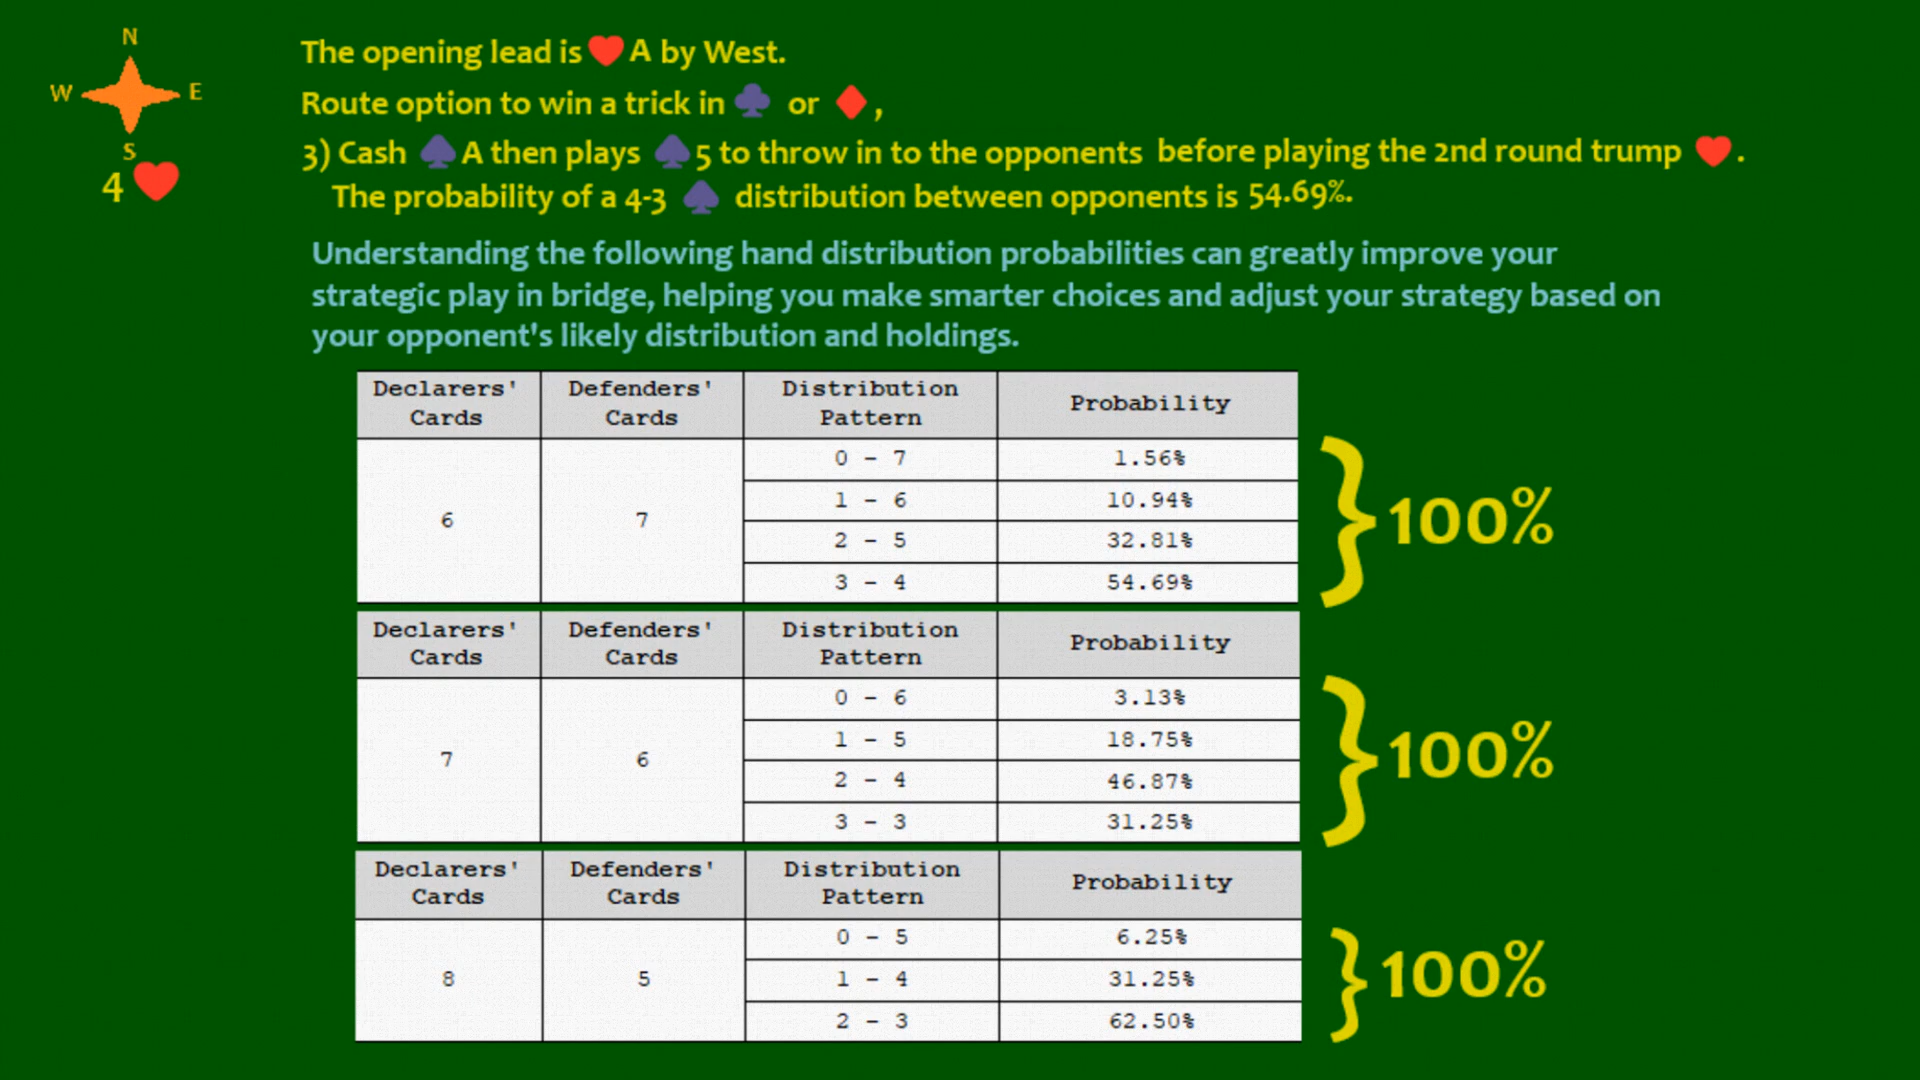 N
W E
S
4♥
The opening lead is ♥ A by West.
Route option to win a trick in ♣ or ♦ ,
3) Cash ♠ A then plays ♠ 5 to throw in to the opponents before playing the 2nd round trump ♥ .
The probability of a 4-3 ♠ distribution between opponents is 54.69%.
Understanding the following hand distribution probabilities can greatly improve your
strategic play in bridge, helping you make smarter choices and adjust your strategy based on
your opponent's likely distribution and holdings.
Declarers' Cards Defenders' Cards Distribution Pattern Probability
6 7
0 - 7 1.56%
1 - 6 10.94%
2 - 5 32.81%
3 - 4 54.69%
} 100%
Declarers' Cards Defenders' Cards Distribution Pattern Probability
7 6
0 - 6 3.13%
1 - 5 18.75%
2 - 4 46.87%
3 - 3 31.25%
} 100%
Declarers' Cards Defenders' Cards Distribution Pattern Probability
8 5
0 - 5 6.25%
1 - 4 31.25%
2 - 3 62.50%
} 100%